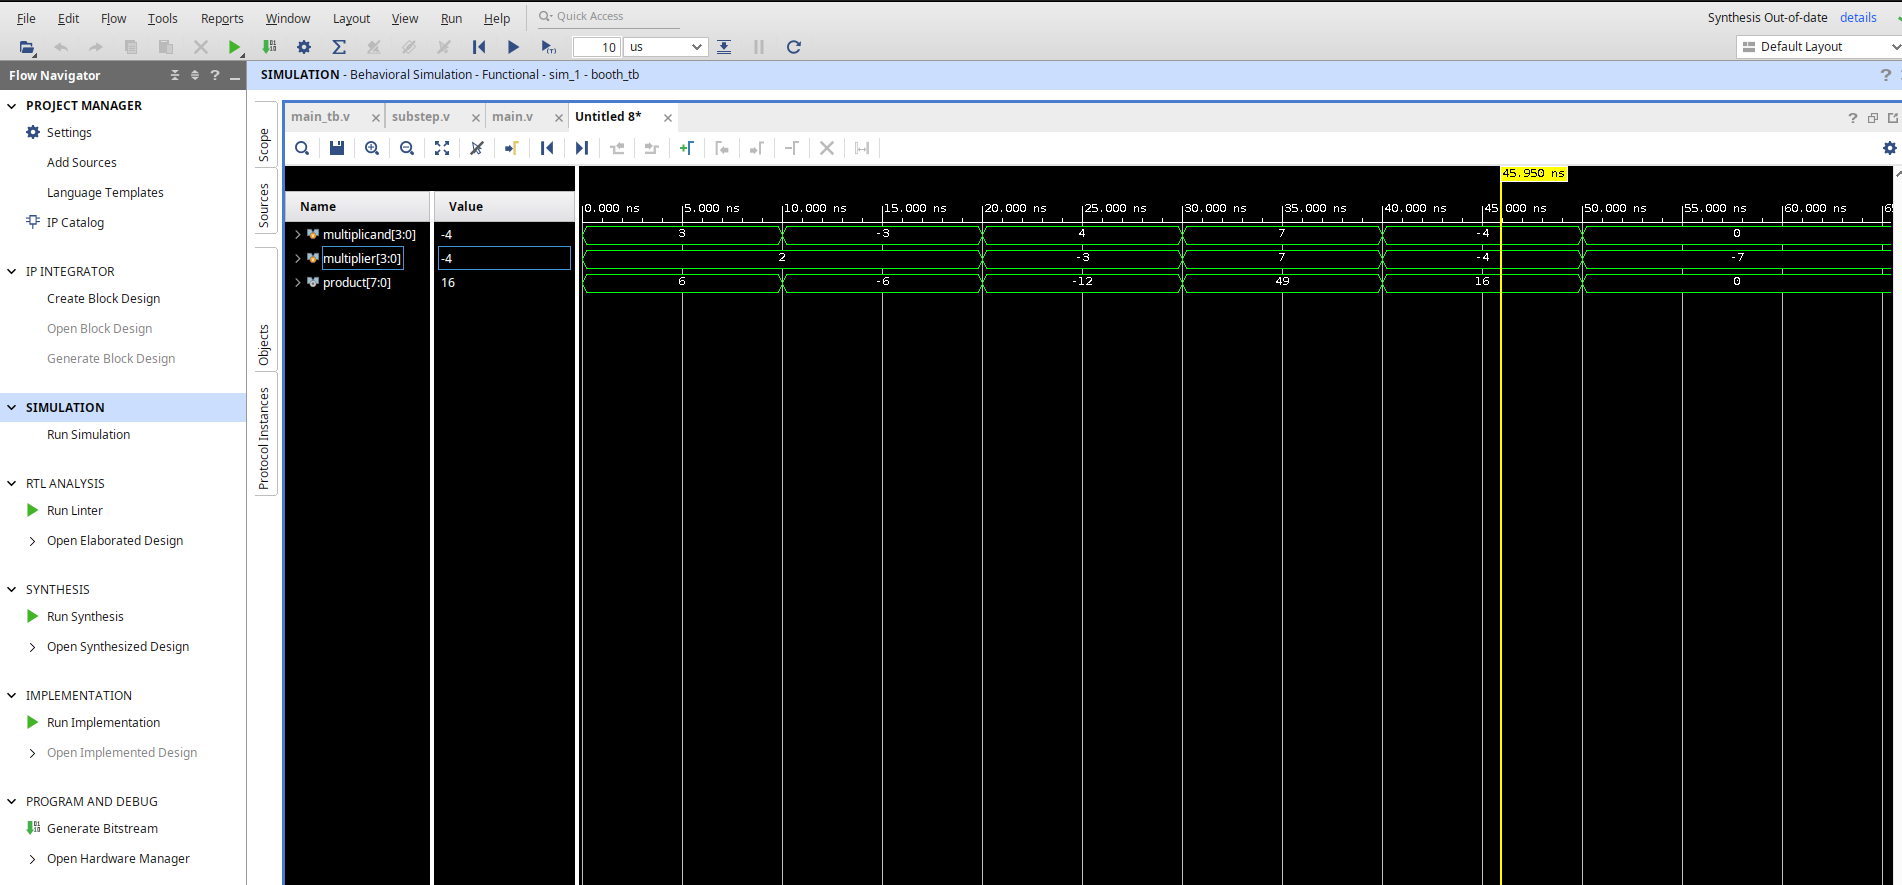 File Edit Flow Tools Reports Window Layout View Run Help Quick Access Synthesis Out-of-date details
10 us Default Layout
Flow Navigator
SIMULATION - Behavioral Simulation - Functional - sim_1 - booth_tb
PROJECT MANAGER
Settings
Add Sources
Language Templates
IP Catalog
IP INTEGRATOR
Create Block Design
Open Block Design
Generate Block Design
SIMULATION
Run Simulation
RTL ANALYSIS
Run Linter
Open Elaborated Design
SYNTHESIS
Run Synthesis
Open Synthesized Design
IMPLEMENTATION
Run Implementation
Open Implemented Design
PROGRAM AND DEBUG
Generate Bitstream
Open Hardware Manager
Scope
Sources
Objects
Protocol Instances
main_tb.v substep.v main.v Untitled 8*
45.950 ns
Name Value
0.000 ns 5.000 ns 10.000 ns 15.000 ns 20.000 ns 25.000 ns 30.000 ns 35.000 ns 40.000 ns 45.000 ns 50.000 ns 55.000 ns 60.000 ns
multiplicand[3:0] -4 3 -3 4 7 -4 0
multiplier[3:0] -4 2 -3 7 -4 -7
product[7:0] 16 6 -6 -12 49 16 0